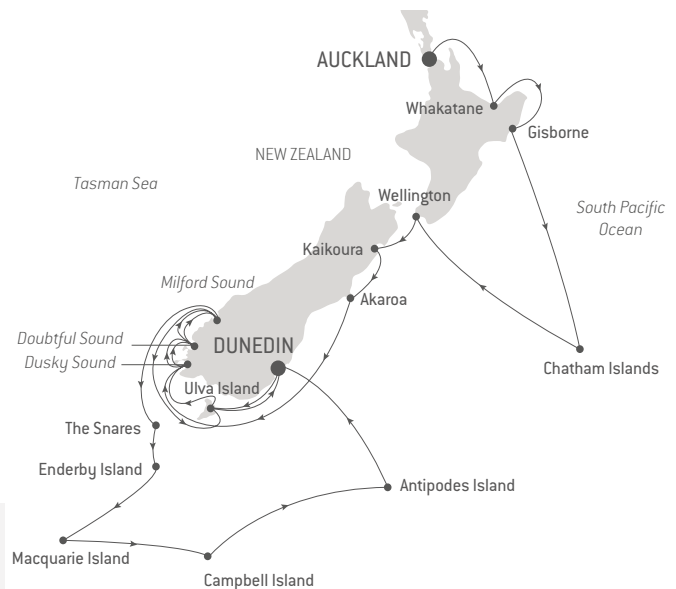 AUCKLAND
Whakatane
Gisborne
NEW ZEALAND
Tasman Sea
Wellington
South Pacific
Ocean
Kaikoura
Milford Sound
Akaroa
Doubtful Sound
DUNEDIN
Dusky Sound
Chatham Islands
Ulva Island
The Snares
Enderby Island
Antipodes Island
Macquarie Island
Campbell Island